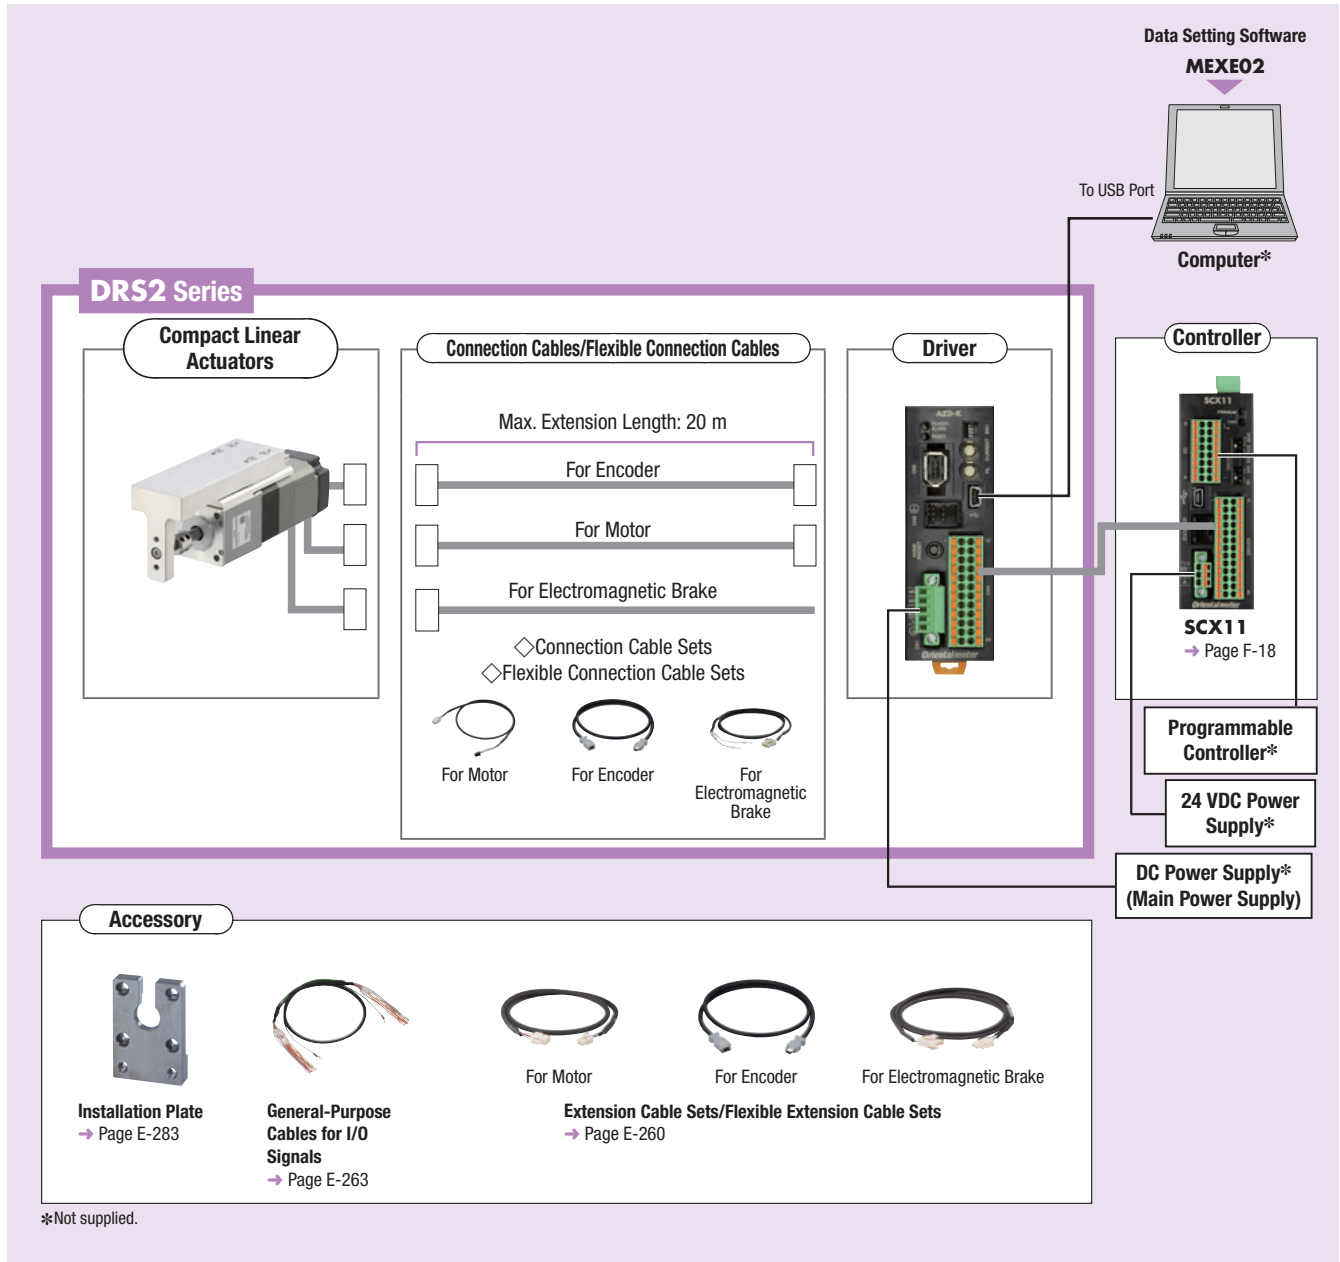 Data Setting Software
MEXE02
To USB Port
Computer*
DRS2 Series
Compact Linear
Actuators
Connection Cables/Flexible Connection Cables
Max. Extension Length: 20 m
For Encoder
For Motor
For Electromagnetic Brake
◇Connection Cable Sets
◇Flexible Connection Cable Sets
For Motor
For Encoder
For
Electromagnetic
Brake
Driver
AZD-K
Orientalmotor
Controller
SCX11
Orientalmotor
SCX11
→ Page F-18
Programmable
Controller*
24 VDC Power
Supply*
DC Power Supply*
(Main Power Supply)
Accessory
Installation Plate
→ Page E-283
General-Purpose
Cables for I/O
Signals
→ Page E-263
For Motor
For Encoder
For Electromagnetic Brake
Extension Cable Sets/Flexible Extension Cable Sets
→ Page E-260
*Not supplied.